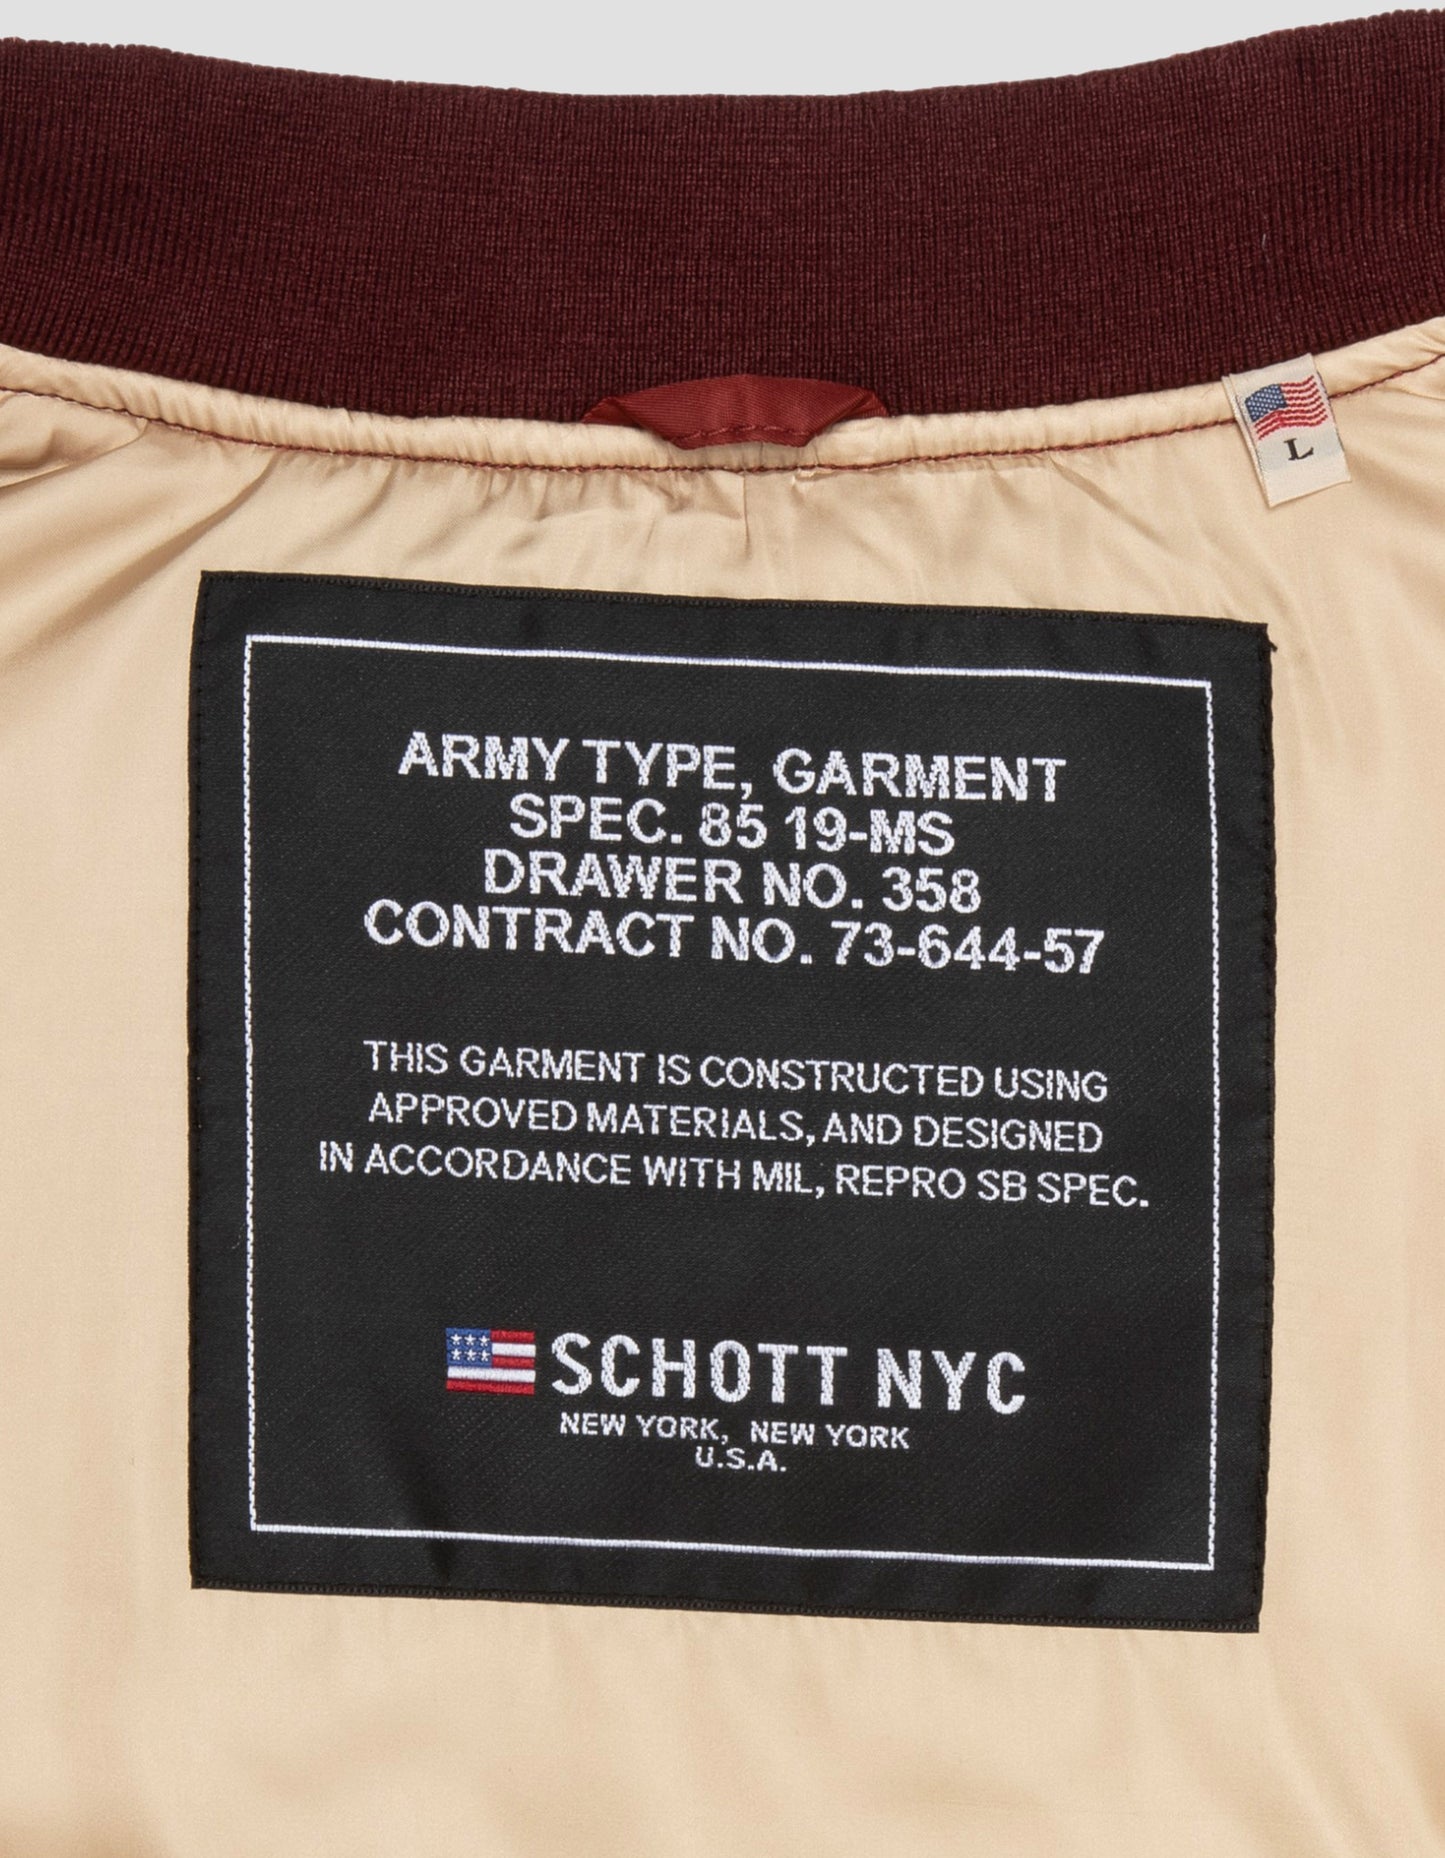 L
ARMY TYPE, GARMENT
SPEC. 85 19-MS
DRAWER NO. 358
CONTRACT NO. 73-644-57
THIS GARMENT IS CONSTRUCTED USING
APPROVED MATERIALS, AND DESIGNED
IN ACCORDANCE WITH MIL, REPRO SB SPEC.
SCHOTT NYC
NEW YORK, NEW YORK
U.S.A.